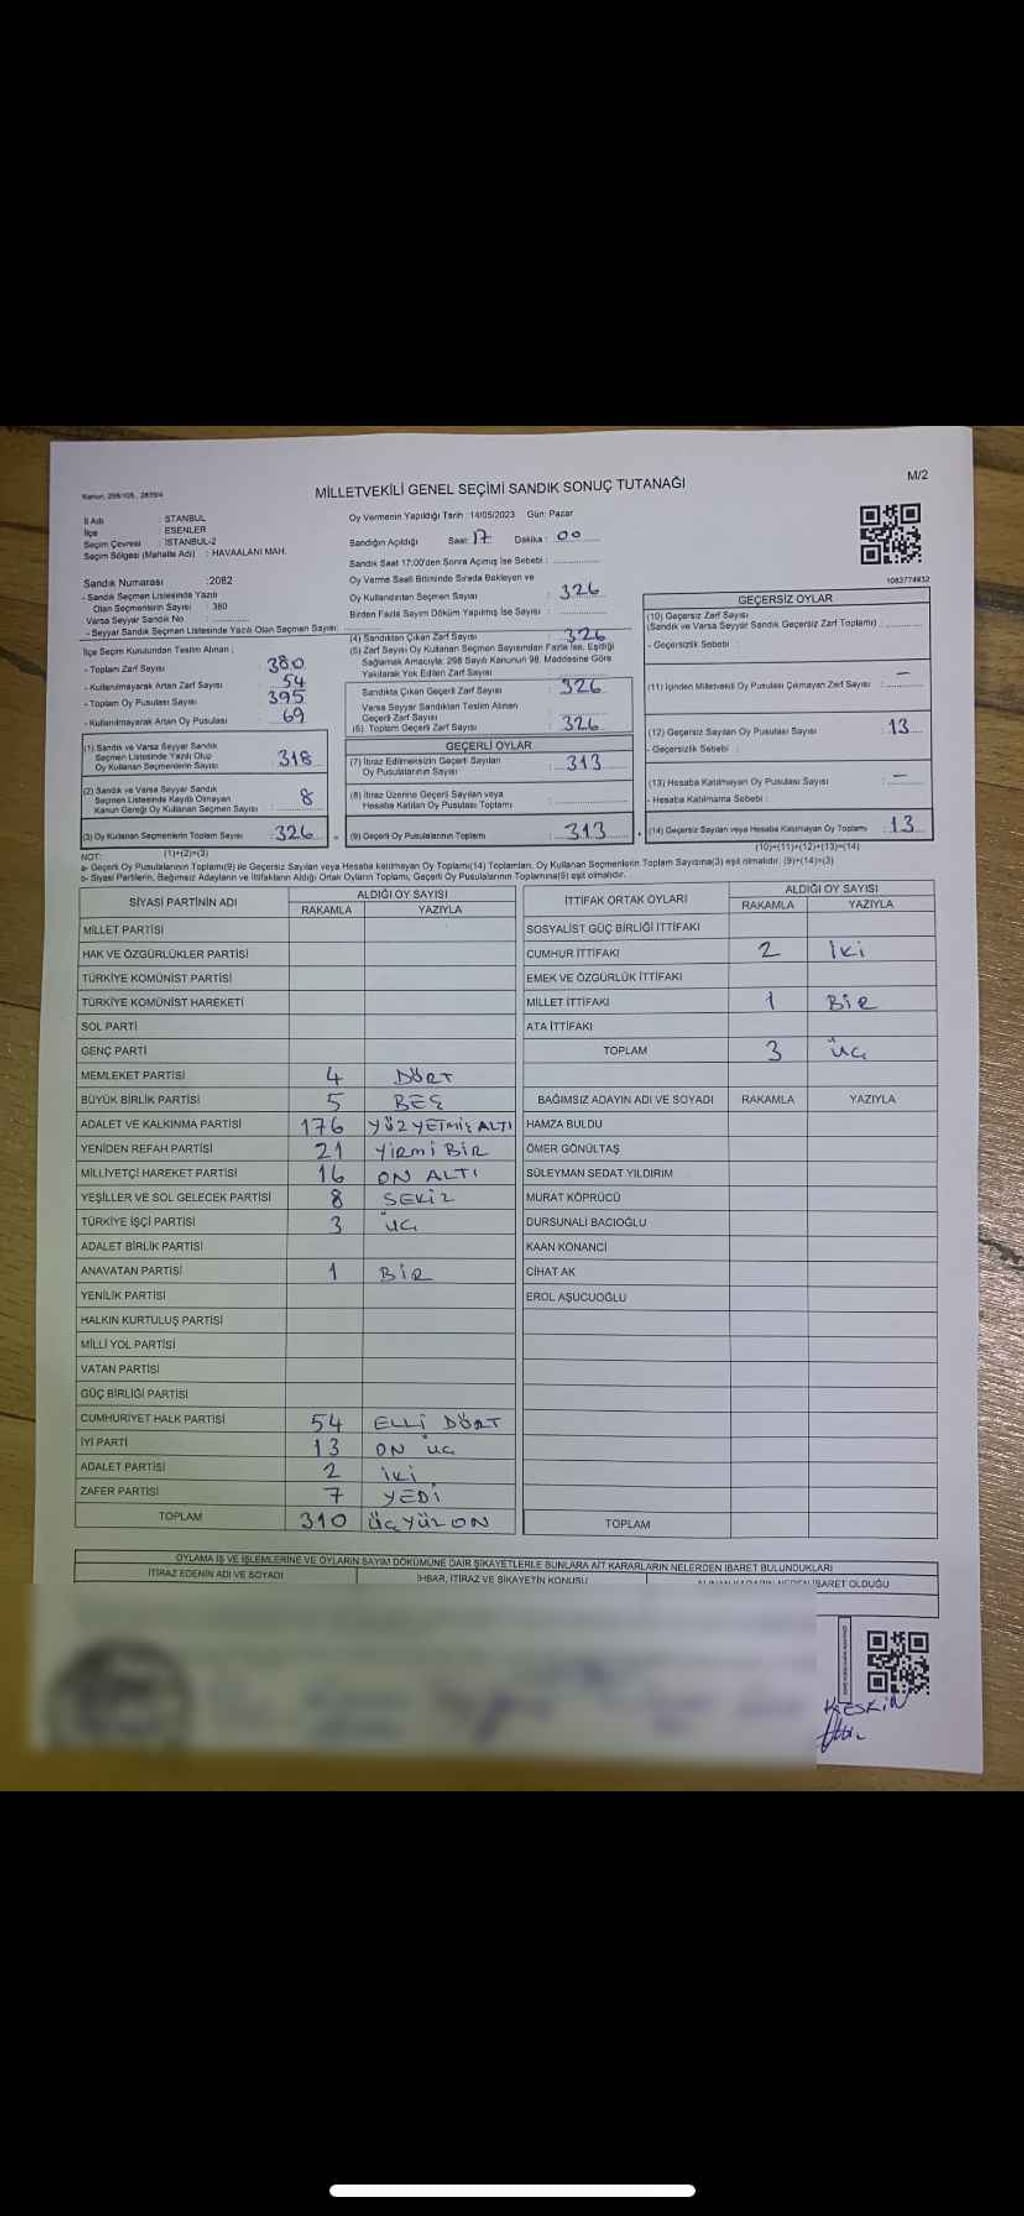 Kanun: 298/105, 2839/4
MİLLETVEKİLİ GENEL SEÇİMİ SANDIK SONUÇ TUTANAĞI
M/2
İl Adı : İSTANBUL
İlçe : ESENLER
Seçim Çevresi : İSTANBUL-2
Seçim Bölgesi (Mahalle Adı) : HAVAALANI MAH.
Sandık Numarası :2082
- Sandık Seçmen Listesinde Yazılı
Olan Seçmenlerin Sayısı : 380
Varsa Seyyar Sandık No :
- Seyyar Sandık Seçmen Listesinde Yazılı Olan Seçmen Sayısı:
İlçe Seçim Kurulundan Teslim Alınan ;
- Toplam Zarf Sayısı : 380
- Kullanılmayarak Artan Zarf Sayısı : 54
- Toplam Oy Pusulası Sayısı : 395
- Kullanılmayarak Artan Oy Pusulası : 69
Oy Vermenin Yapıldığı Tarih :14/05/2023 Gün: Pazar
Sandığın Açıldığı Saat: 17 Dakika : 00
Sandık Saat 17:00'den Sonra Açılmış İse Sebebi :
Oy Verme Saati Bitiminde Sırada Bekleyen ve
Oy Kullandırılan Seçmen Sayısı : 326
Birden Fazla Sayım Döküm Yapılmış İse Sayısı :
(4) Sandıktan Çıkan Zarf Sayısı : 326
(5) Zarf Sayısı Oy Kullanan Seçmen Sayısından Fazla İse, Eşitliği
Sağlamak Amacıyla, 298 Sayılı Kanunun 98. Maddesine Göre
Yakılarak Yok Edilen Zarf Sayısı
Sandıkta Çıkan Geçerli Zarf Sayısı : 326
Varsa Seyyar Sandıktan Teslim Alınan
Geçerli Zarf Sayısı
(6) Toplam Geçerli Zarf Sayısı : 326
1083774832
GEÇERSİZ OYLAR
(10) Geçersiz Zarf Sayısı
(Sandık ve Varsa Seyyar Sandık Geçersiz Zarf Toplamı) :
- Geçersizlik Sebebi :
(11) İçinden Milletvekili Oy Pusulası Çıkmayan Zarf Sayısı : —
(12) Geçersiz Sayılan Oy Pusulası Sayısı : 13
- Geçersizlik Sebebi :
(13) Hesaba Katılmayan Oy Pusulası Sayısı : —
- Hesaba Katılmama Sebebi :
(14) Geçersiz Sayılan veya Hesaba Katılmayan Oy Toplamı : 13
(10)+(11)+(12)+(13)=(14)
(1) Sandık ve Varsa Seyyar Sandık
Seçmen Listesinde Yazılı Olup
Oy Kullanan Seçmenlerin Sayısı : 318
(2) Sandık ve Varsa Seyyar Sandık
Seçmen Listesinde Kayıtlı Olmayan
Kanun Gereği Oy Kullanan Seçmen Sayısı : 8
(3) Oy Kullanan Seçmenlerin Toplam Sayısı : 326
(1)+(2)=(3)
GEÇERLİ OYLAR
(7) İtiraz Edilmeksizin Geçerli Sayılan
Oy Pusulalarının Sayısı : 313
(8) İtiraz Üzerine Geçerli Sayılan veya
Hesaba Katılan Oy Pusulası Toplamı :
(9) Geçerli Oy Pusulalarının Toplamı : 313
NOT:
a- Geçerli Oy Pusulalarının Toplamı(9) ile Geçersiz Sayılan veya Hesaba katılmayan Oy Toplamı(14) Toplamları, Oy Kullanan Seçmenlerin Toplam Sayısına(3) eşit olmalıdır. (9)+(14)=(3)
b- Siyasi Partilerin, Bağımsız Adayların ve İttifakların Aldığı Ortak Oyların Toplamı, Geçerli Oy Pusulalarının Toplamına(9) eşit olmalıdır.
SİYASİ PARTİNİN ADI ALDIĞI OY SAYISI
RAKAMLA YAZIYLA
MİLLET PARTİSİ
HAK VE ÖZGÜRLÜKLER PARTİSİ
TÜRKİYE KOMÜNİST PARTİSİ
TÜRKİYE KOMÜNİST HAREKETİ
SOL PARTİ
GENÇ PARTİ
MEMLEKET PARTİSİ 4 DÖRT
BÜYÜK BİRLİK PARTİSİ 5 BEŞ
ADALET VE KALKINMA PARTİSİ 176 YÜZYETMİŞ ALTI
YENİDEN REFAH PARTİSİ 21 YİRMİ BİR
MİLLİYETÇİ HAREKET PARTİSİ 16 ON ALTI
YEŞİLLER VE SOL GELECEK PARTİSİ 8 SEKİZ
TÜRKİYE İŞÇİ PARTİSİ 3 ÜÇ
ADALET BİRLİK PARTİSİ
ANAVATAN PARTİSİ 1 BİR
YENİLİK PARTİSİ
HALKIN KURTULUŞ PARTİSİ
MİLLİ YOL PARTİSİ
VATAN PARTİSİ
GÜÇ BİRLİĞİ PARTİSİ
CUMHURİYET HALK PARTİSİ 54 ELLİ DÖRT
İYİ PARTİ 13 ON ÜÇ
ADALET PARTİSİ 2 İKİ
ZAFER PARTİSİ 7 YEDİ
TOPLAM 310 ÜÇYÜZ ON
İTTİFAK ORTAK OYLARI ALDIĞI OY SAYISI
RAKAMLA YAZIYLA
SOSYALİST GÜÇ BİRLİĞİ İTTİFAKI
CUMHUR İTTİFAKI 2 İKİ
EMEK VE ÖZGÜRLÜK İTTİFAKI
MİLLET İTTİFAKI 1 BİR
ATA İTTİFAKI
TOPLAM 3 ÜÇ
BAĞIMSIZ ADAYIN ADI VE SOYADI RAKAMLA YAZIYLA
HAMZA BULDU
ÖMER GÖNÜLTAŞ
SÜLEYMAN SEDAT YILDIRIM
MURAT KÖPRÜCÜ
DURSUNALİ BACIOĞLU
KAAN KONANCİ
CİHAT AK
EROL AŞUCUOĞLU
TOPLAM
OYLAMA İŞ VE İŞLEMLERİNE VE OYLARIN SAYIM DÖKÜMÜNE DAİR ŞİKAYETLERLE BUNLARA AİT KARARLARIN NELERDEN İBARET BULUNDUKLARI
İTİRAZ EDENİN ADI VE SOYADI İHBAR, İTİRAZ VE ŞİKAYETİN KONUSU İBARET OLDUĞU
KESKİN